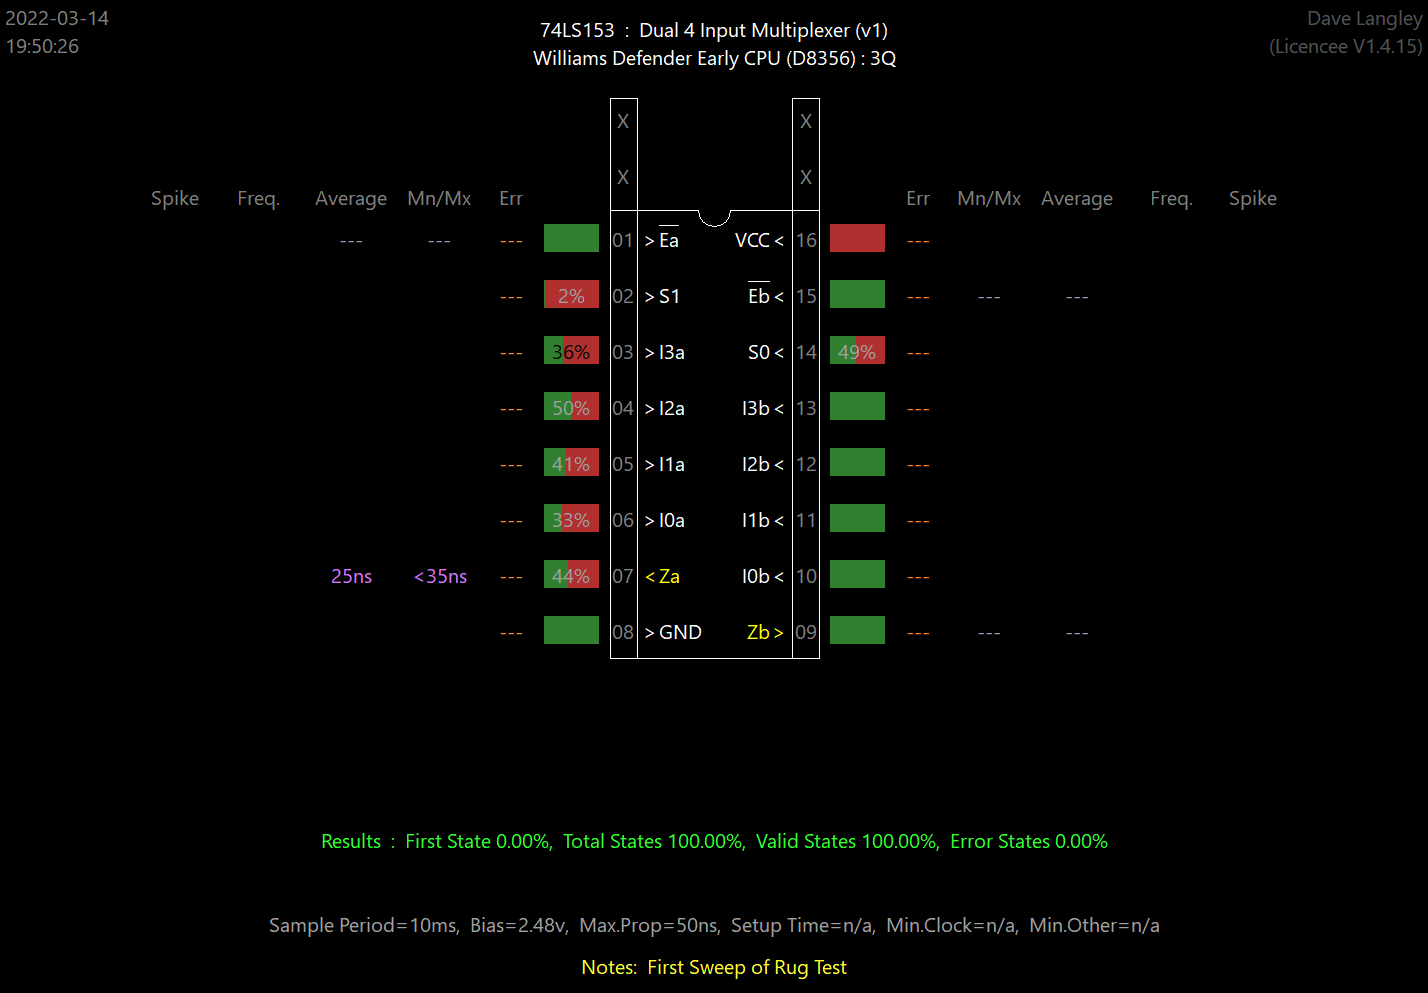 2022-03-14
19:50:26
74LS153 : Dual 4 Input Multiplexer (v1)
Williams Defender Early CPU (D8356) : 3Q
Dave Langley
(Licencee V1.4.15)
X X
X X
Spike Freq. Average Mn/Mx Err Err Mn/Mx Average Freq. Spike
--- --- --- 01 > Ea VCC < 16 ---
--- 2% 02 > S1 Eb < 15 --- --- ---
--- 36% 03 > I3a S0 < 14 49% ---
--- 50% 04 > I2a I3b < 13 ---
--- 41% 05 > I1a I2b < 12 ---
--- 33% 06 > I0a I1b < 11 ---
25ns <35ns --- 44% 07 < Za I0b < 10 ---
--- 08 > GND Zb > 09 --- --- ---
Results : First State 0.00%, Total States 100.00%, Valid States 100.00%, Error States 0.00%
Sample Period=10ms, Bias=2.48v, Max.Prop=50ns, Setup Time=n/a, Min.Clock=n/a, Min.Other=n/a
Notes: First Sweep of Rug Test